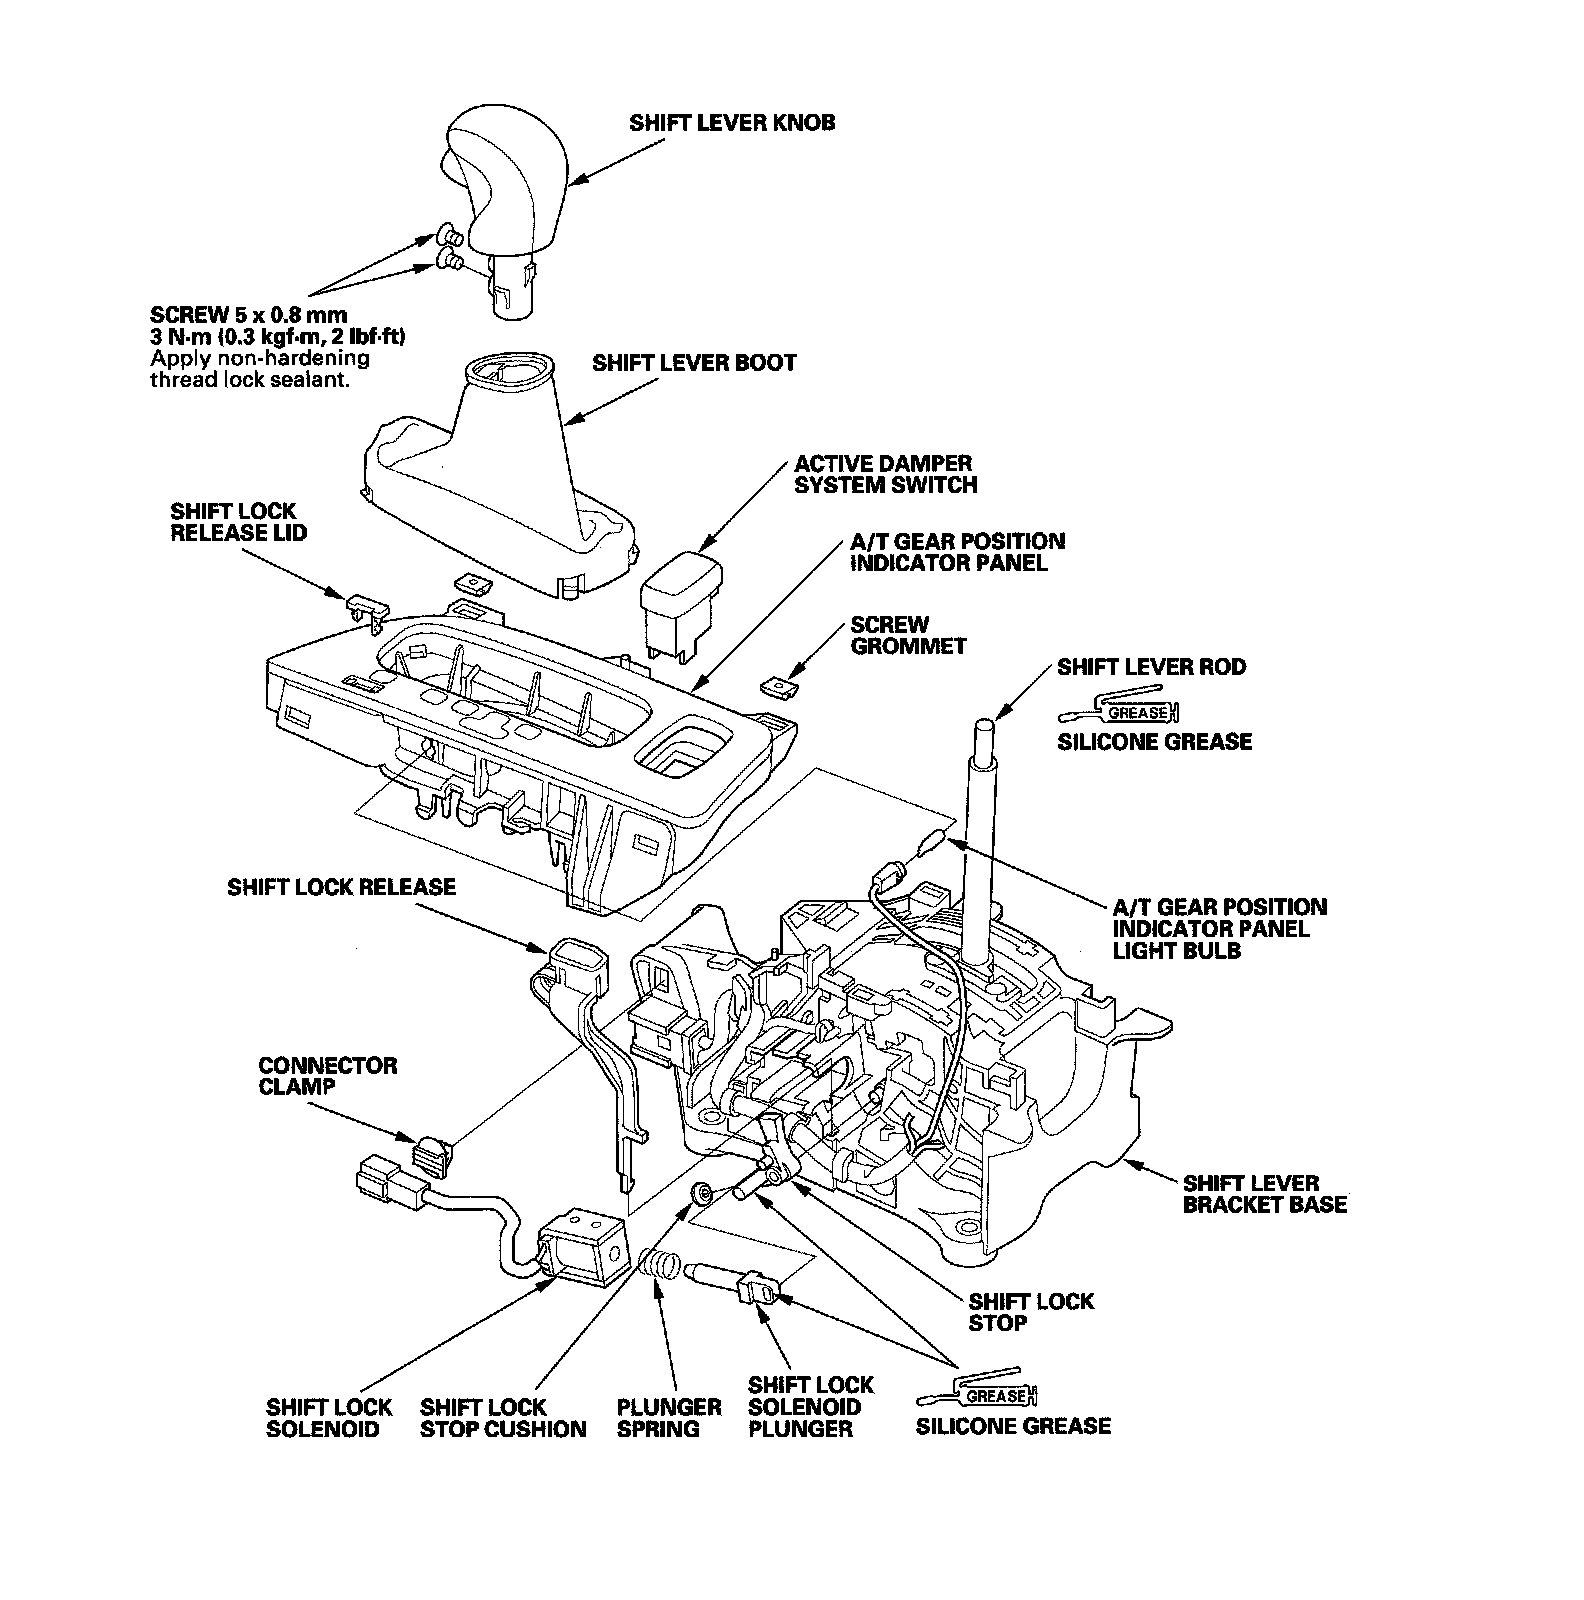 SHIFT LEVER KNOB
SCREW 5 x 0.8 mm
3 N·m (0.3 kgf·m, 2 lbf·ft)
Apply non-hardening
thread lock sealant.
SHIFT LEVER BOOT
ACTIVE DAMPER
SYSTEM SWITCH
SHIFT LOCK
RELEASE LID
A/T GEAR POSITION
INDICATOR PANEL
SCREW
GROMMET
SHIFT LEVER ROD
GREASE
SILICONE GREASE
SHIFT LOCK RELEASE
A/T GEAR POSITION
INDICATOR PANEL
LIGHT BULB
CONNECTOR
CLAMP
SHIFT LEVER
BRACKET BASE
SHIFT LOCK
STOP
SHIFT LOCK
SOLENOID
SHIFT LOCK
STOP CUSHION
PLUNGER
SPRING
SHIFT LOCK
SOLENOID
PLUNGER
GREASE
SILICONE GREASE